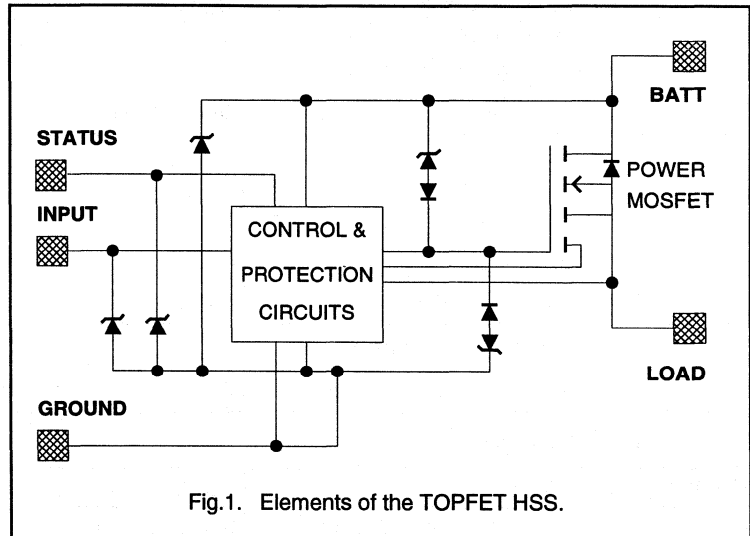 BATT
STATUS
POWER
MOSFET
INPUT
CONTROL &
PROTECTION
CIRCUITS
LOAD
GROUND
Fig.1. Elements of the TOPFET HSS.